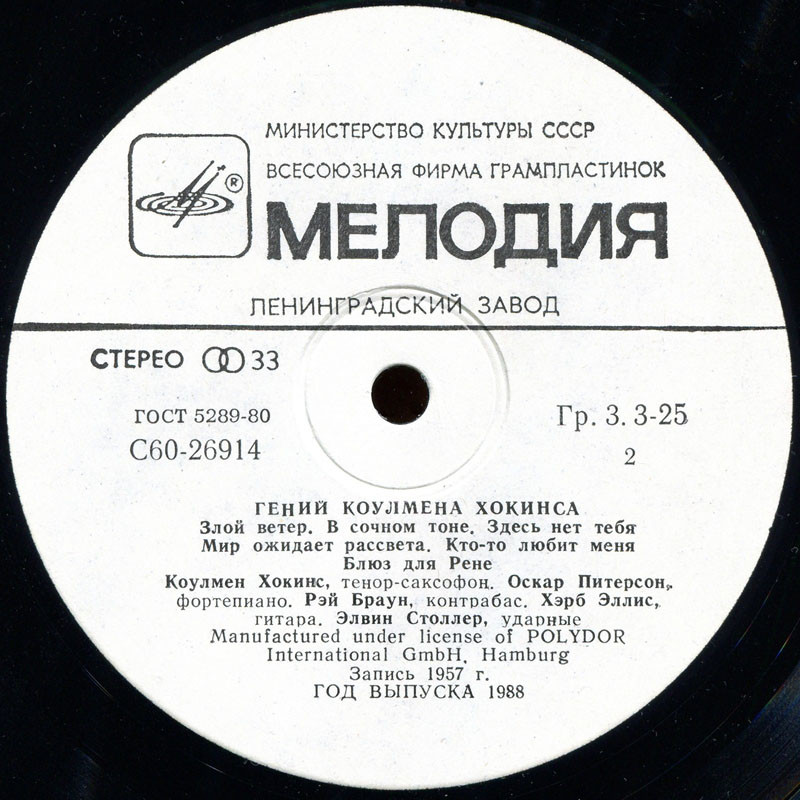 МИНИСТЕРСТВО КУЛЬТУРЫ СССР
ВСЕСОЮЗНАЯ ФИРМА ГРАМПЛАСТИНОК
®
МЕЛОДИЯ
ЛЕНИНГРАДСКИЙ ЗАВОД
СТЕРЕО 33
ГОСТ 5289-80
С60-26914
Гр. 3. 3-25
2
ГЕНИЙ КОУЛМЕНА ХОКИНСА
Злой ветер. В сочном тоне. Здесь нет тебя
Мир ожидает рассвета. Кто-то любит меня
Блюз для Рене
Коулмен Хокинс, тенор-саксофон. Оскар Питерсон,
фортепиано. Рэй Браун, контрабас. Хэрб Эллис,
гитара. Элвин Столлер, ударные
Manufactured under license of POLYDOR
International GmbH, Hamburg
Запись 1957 г.
ГОД ВЫПУСКА 1988